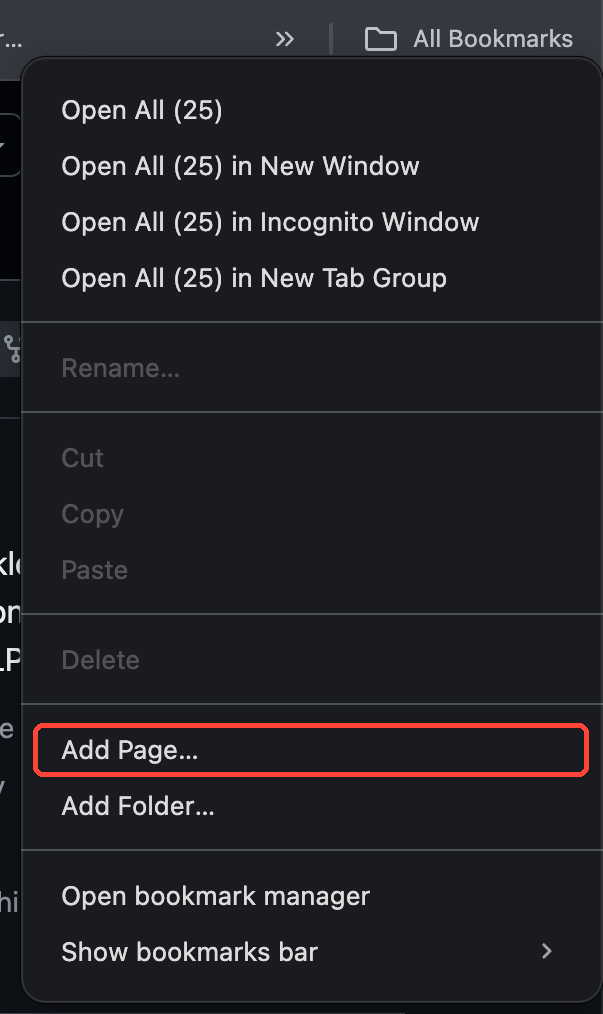 r...
»
All Bookmarks
Open All (25)
Open All (25) in New Window
Open All (25) in Incognito Window
Open All (25) in New Tab Group
Rename...
Cut
Copy
Paste
Delete
Add Page...
Add Folder...
Open bookmark manager
Show bookmarks bar